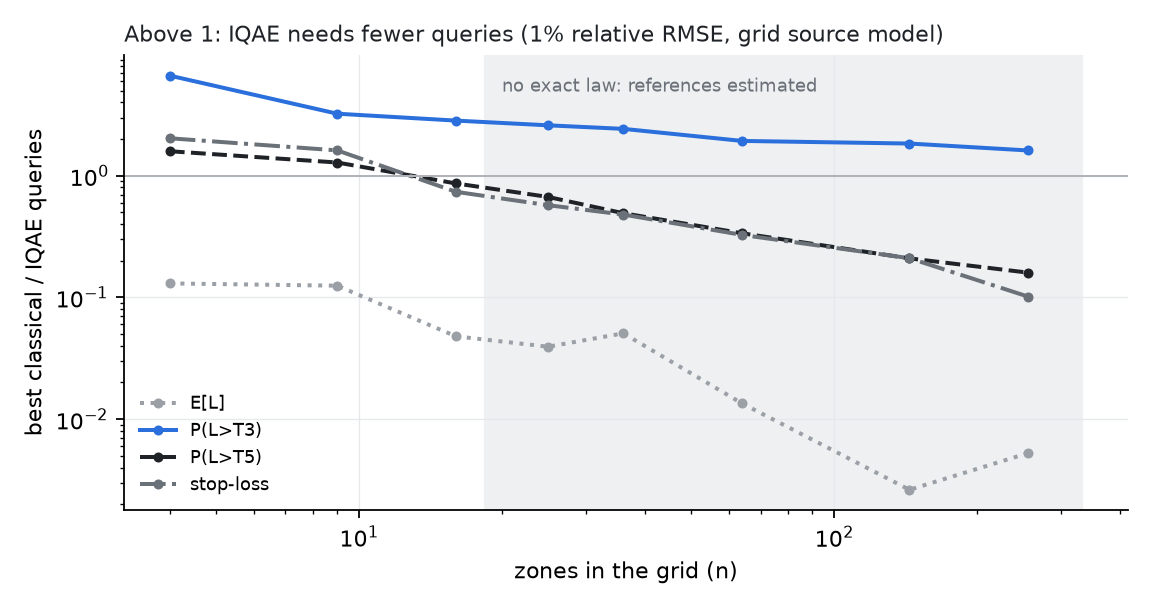 Above 1: IQAE needs fewer queries (1% relative RMSE, grid source model)
no exact law: references estimated
best classical / IQAE queries
10⁰
10⁻¹
10⁻²
E[L]
P(L>T3)
P(L>T5)
stop-loss
10¹
10²
zones in the grid (n)